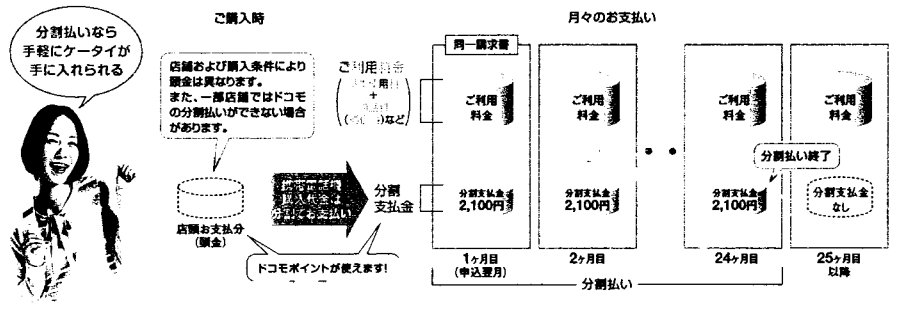 分割払いなら
手軽にケータイが
手に入れられる
ご購入時
店舗および購入条件により
頭金は異なります。
また、一部店舗ではドコモ
の分割払いができない場合
があります。
店頭お支払分
(頭金)
ドコモポイントが使えます!
月々のお支払い
同一請求書
ご利用料金
+
など
分割
支払金
ご利用
料金
分割支払金
2,100円
1ヶ月目
(申込翌月)
ご利用
料金
分割支払金
2,100円
2ヶ月目
ご利用
料金
分割払い終了
分割支払金
2,100円
24ヶ月目
ご利用
料金
分割支払金
なし
25ヶ月目
以降
分割払い